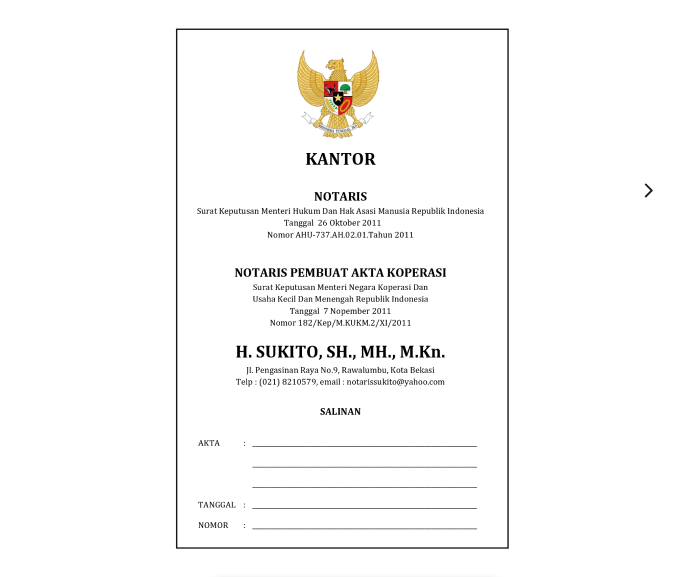 KANTOR
NOTARIS
Surat Keputusan Menteri Hukum Dan Hak Asasi Manusia Republik Indonesia
Tanggal 26 Oktober 2011
Nomor AHU-737.AH.02.01.Tahun 2011
NOTARIS PEMBUAT AKTA KOPERASI
Surat Keputusan Menteri Negara Koperasi Dan
Usaha Kecil Dan Menengah Republik Indonesia
Tanggal 7 Nopember 2011
Nomor 182/Kep/M.KUKM.2/XI/2011
H. SUKITO, SH., MH., M.Kn.
Jl. Pengasinan Raya No.9, Rawalumbu, Kota Bekasi
Telp : (021) 8210579, email : notarissukito@yahoo.com
SALINAN
AKTA :
TANGGAL :
NOMOR :